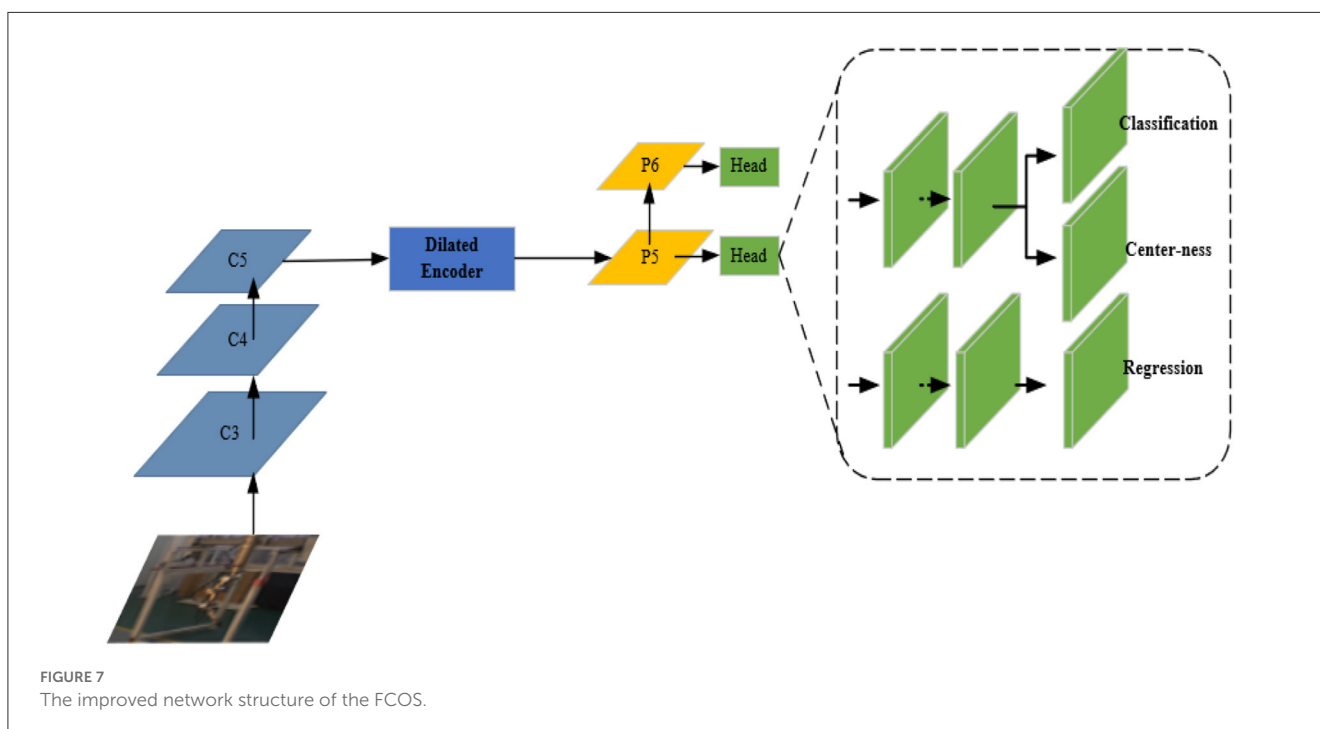 Classification
P6
Head
C5
Dilated
Encoder
P5
Head
Center-ness
C4
Regression
C3
FIGURE 7
The improved network structure of the FCOS.